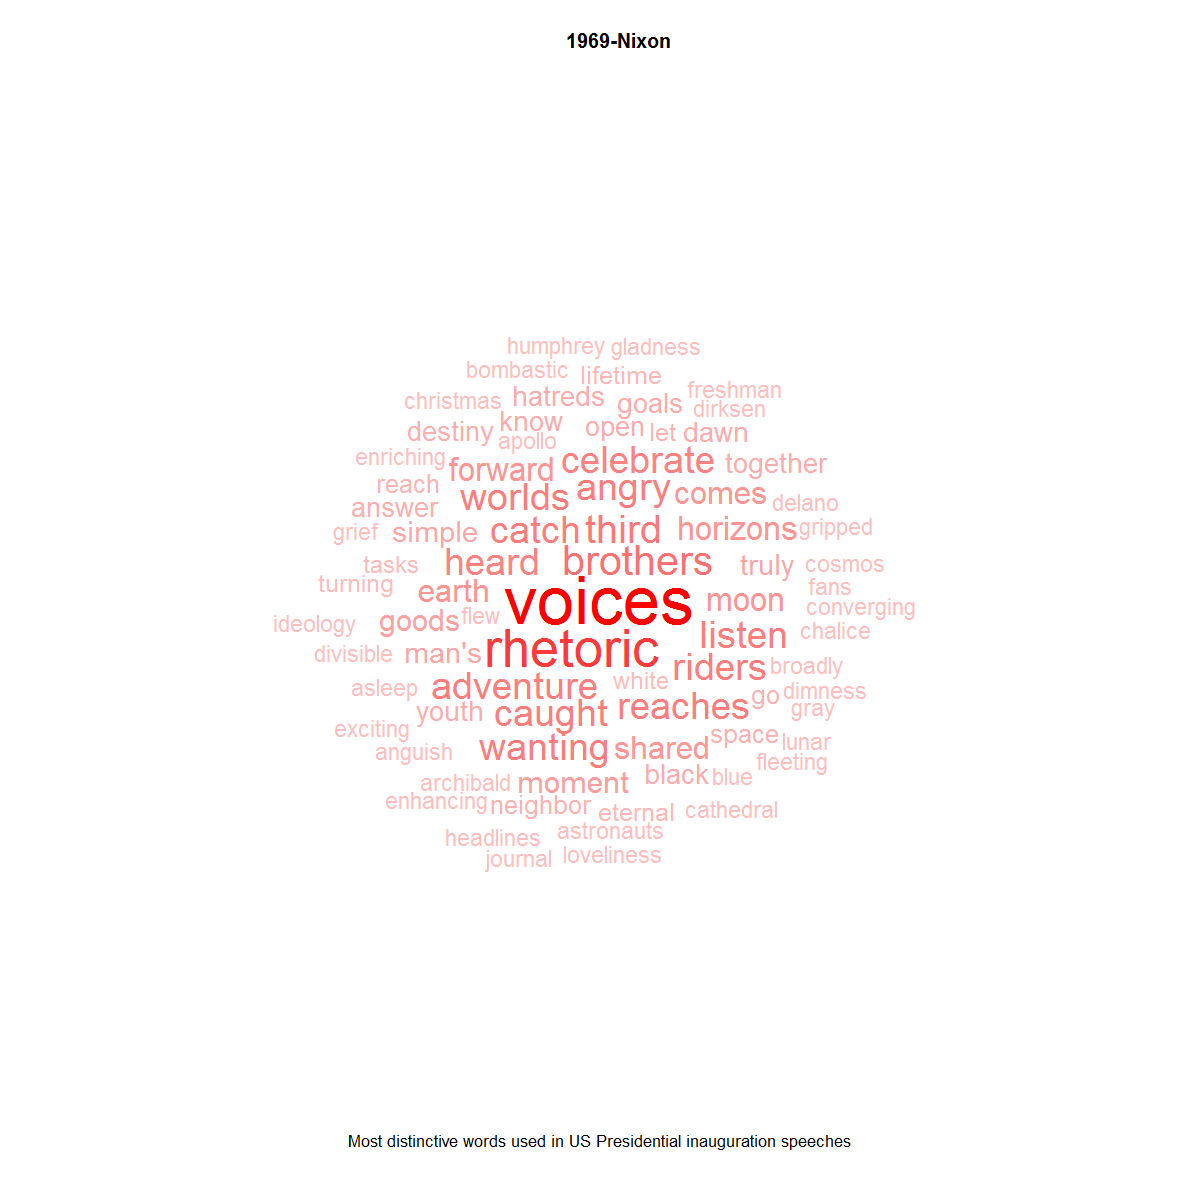 1969-Nixon
humphrey gladness
bombastic lifetime
christmas hatreds goals freshman
dirksen
destiny know open let dawn
apollo
enriching forward celebrate together
reach worlds angry comes
answer delano
grief simple catch third horizons gripped
tasks heard brothers truly cosmos
turning earth voices moon fans
converging
ideology goods flew listen chalice
divisible man's rhetoric riders broadly
asleep adventure white go dimness
youth caught reaches gray
exciting space lunar
anguish wanting shared fleeting
archibald moment black blue
enhancing neighbor eternal cathedral
headlines astronauts
journal loveliness
Most distinctive words used in US Presidential inauguration speeches